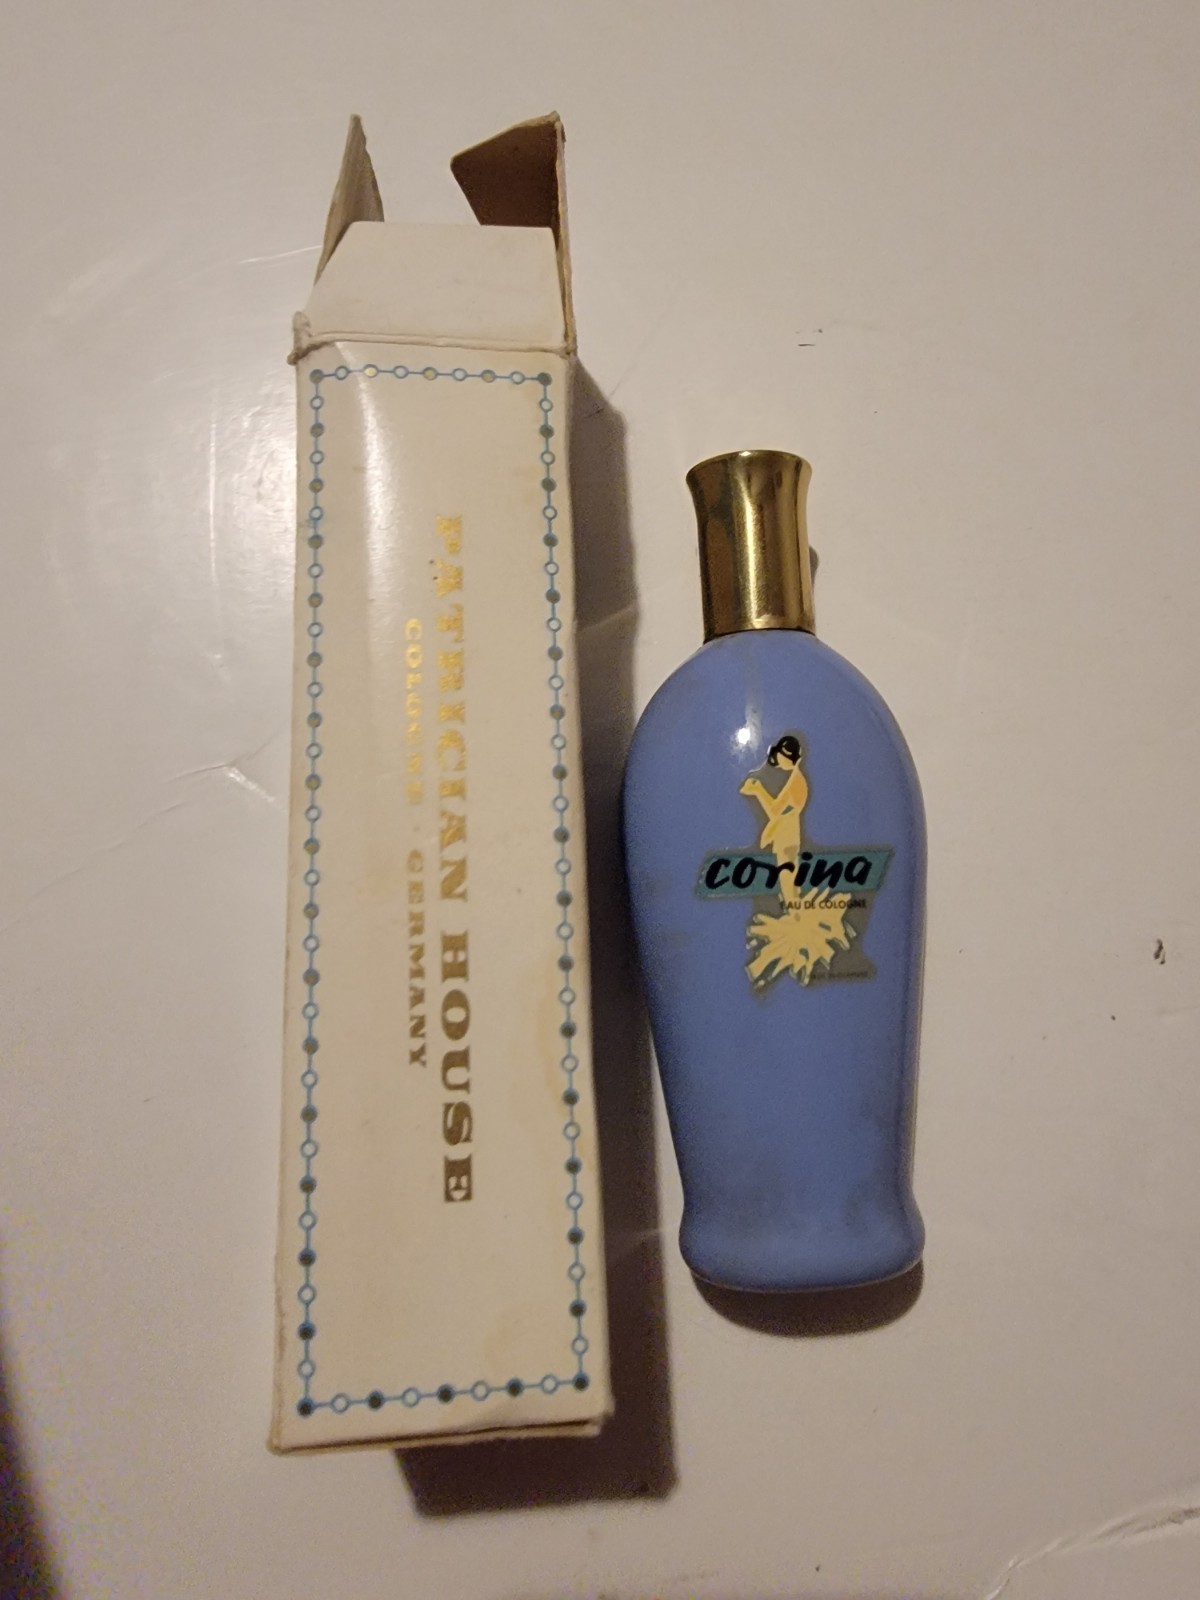 PATRICIAN HOUSE
COLOGNE · GERMANY
corina
EAU DE COLOGNE